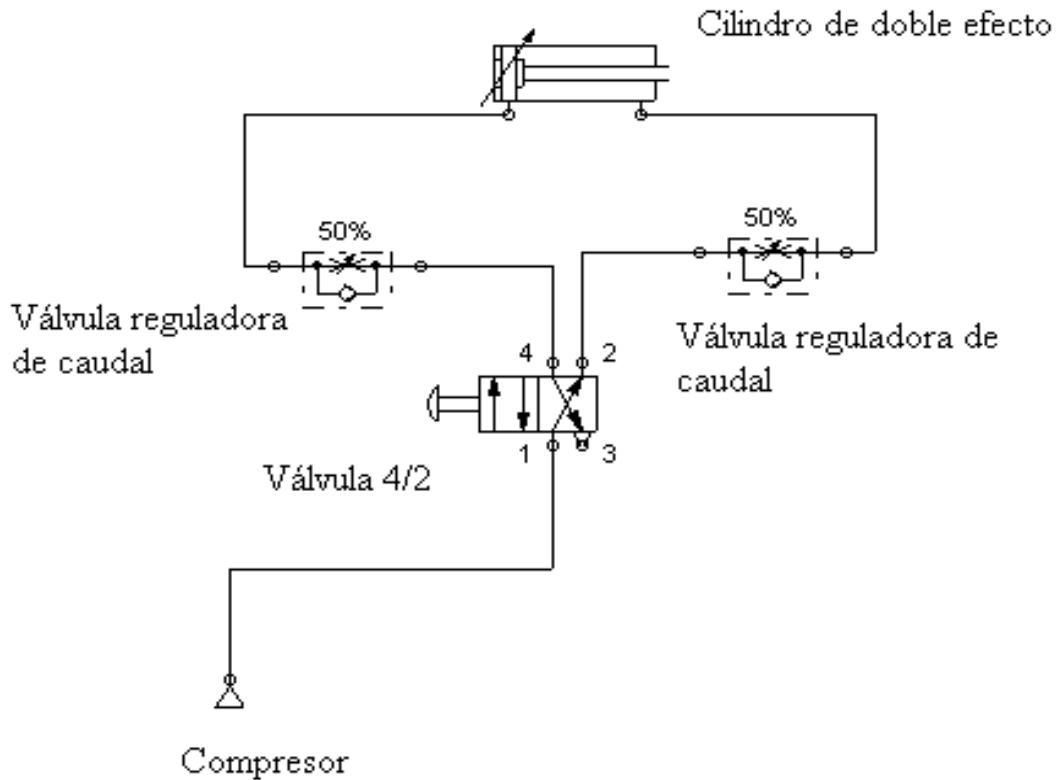 Cilindro de doble efecto
50%
50%
Válvula reguladora
de caudal
Válvula reguladora de
caudal
4
2
1
3
Válvula 4/2
Compresor